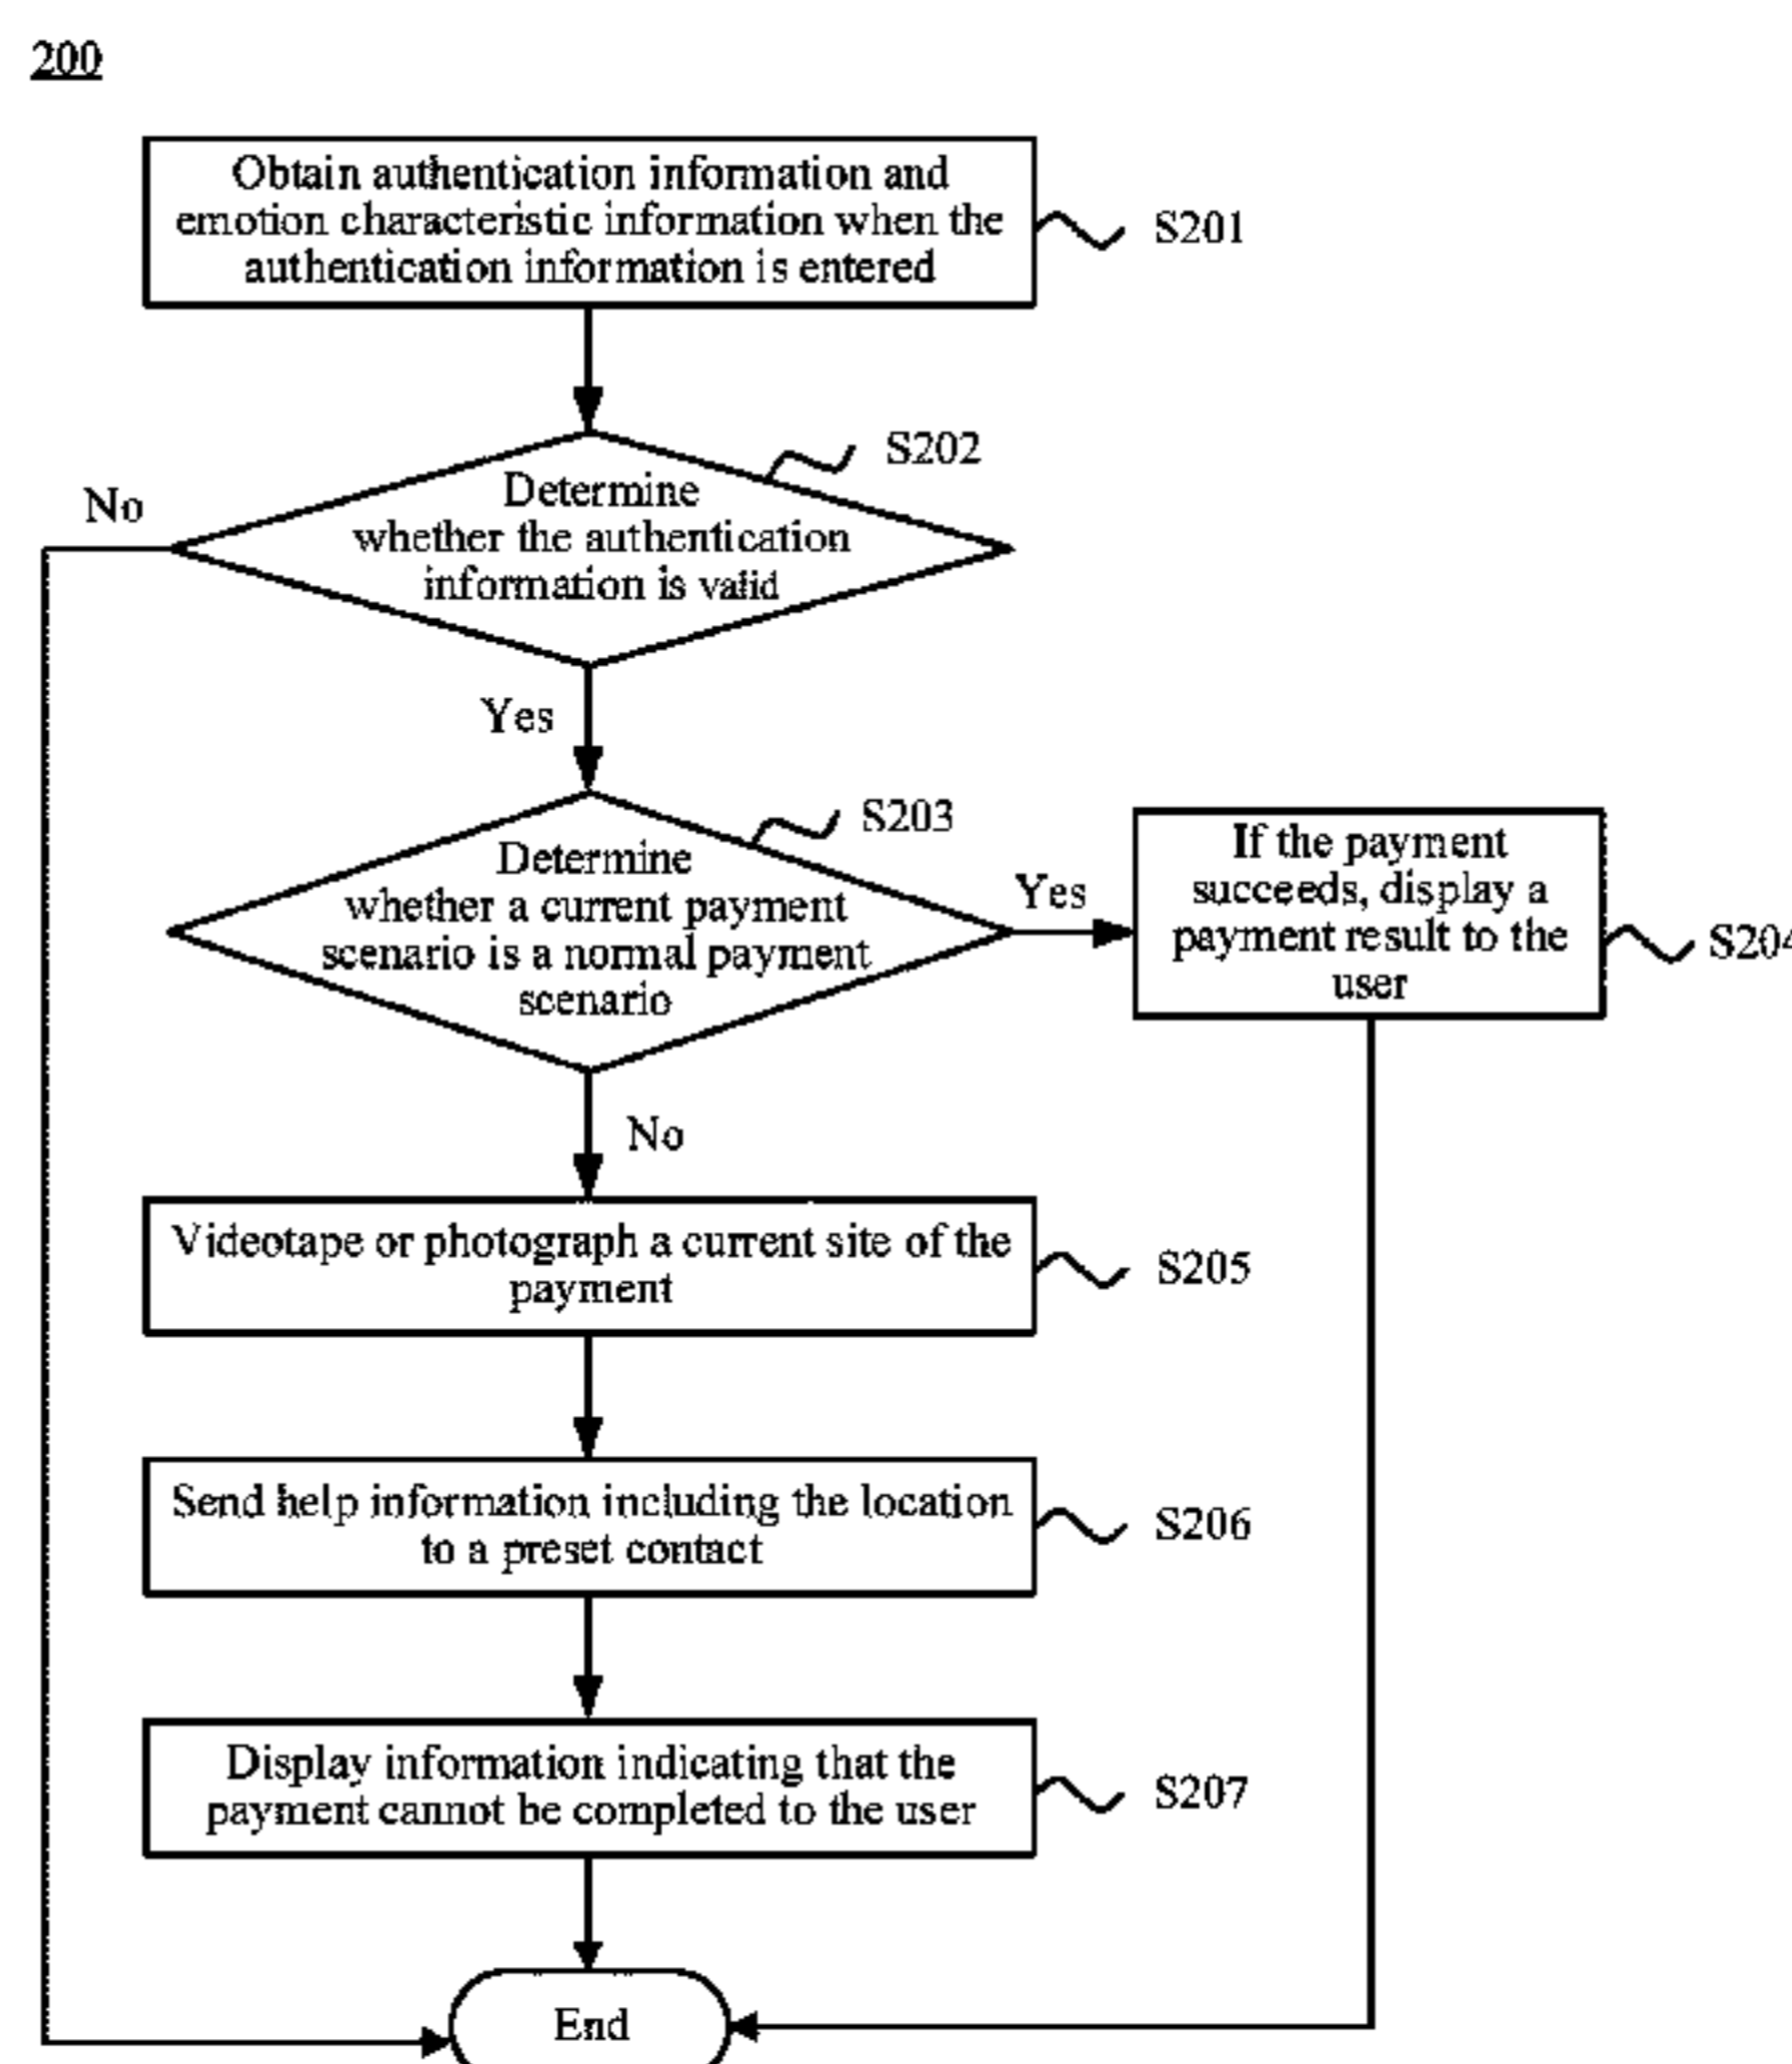 200
Obtain authentication information and
emotion characteristic information when the
authentication information is entered
S201
S202
Determine
whether the authentication
information is valid
No
Yes
S203
Determine
whether a current payment
scenario is a normal payment
scenario
Yes
If the payment
succeeds, display a
payment result to the
user
S204
No
Videotape or photograph a current site of the
payment
S205
Send help information including the location
to a preset contact
S206
Display information indicating that the
payment cannot be completed to the user
S207
End